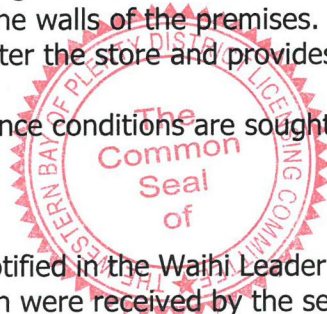 the walls of the premises.
ter the store and provides
nce conditions are sought
THE WESTERN BAY OF PLENTY DISTRICT LICENSING COMMITTEE
The
Common
Seal
of
otified in the Waihi Leader
n were received by the se